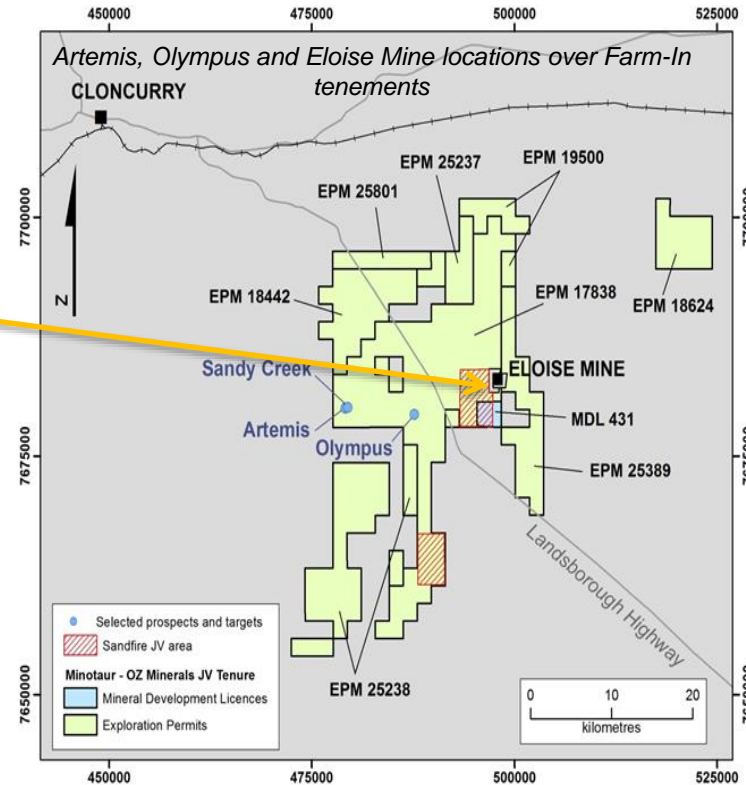 450000
475000
500000
525000
Artemis, Olympus and Eloise Mine locations over Farm-In
tenements
CLONCURRY
EPM 19500
EPM 25237
EPM 25801
7700000
7700000
N
EPM 18442
EPM 17838
EPM 18624
Sandy Creek
ELOISE MINE
Artemis
MDL 431
Olympus
7675000
7675000
EPM 25389
Landsborough Highway
Selected prospects and targets
Sandfire JV area
Minotaur - OZ Minerals JV Tenure
Mineral Development Licences
Exploration Permits
EPM 25238
7650000
7650000
0 10 20
kilometres
450000
475000
500000
525000